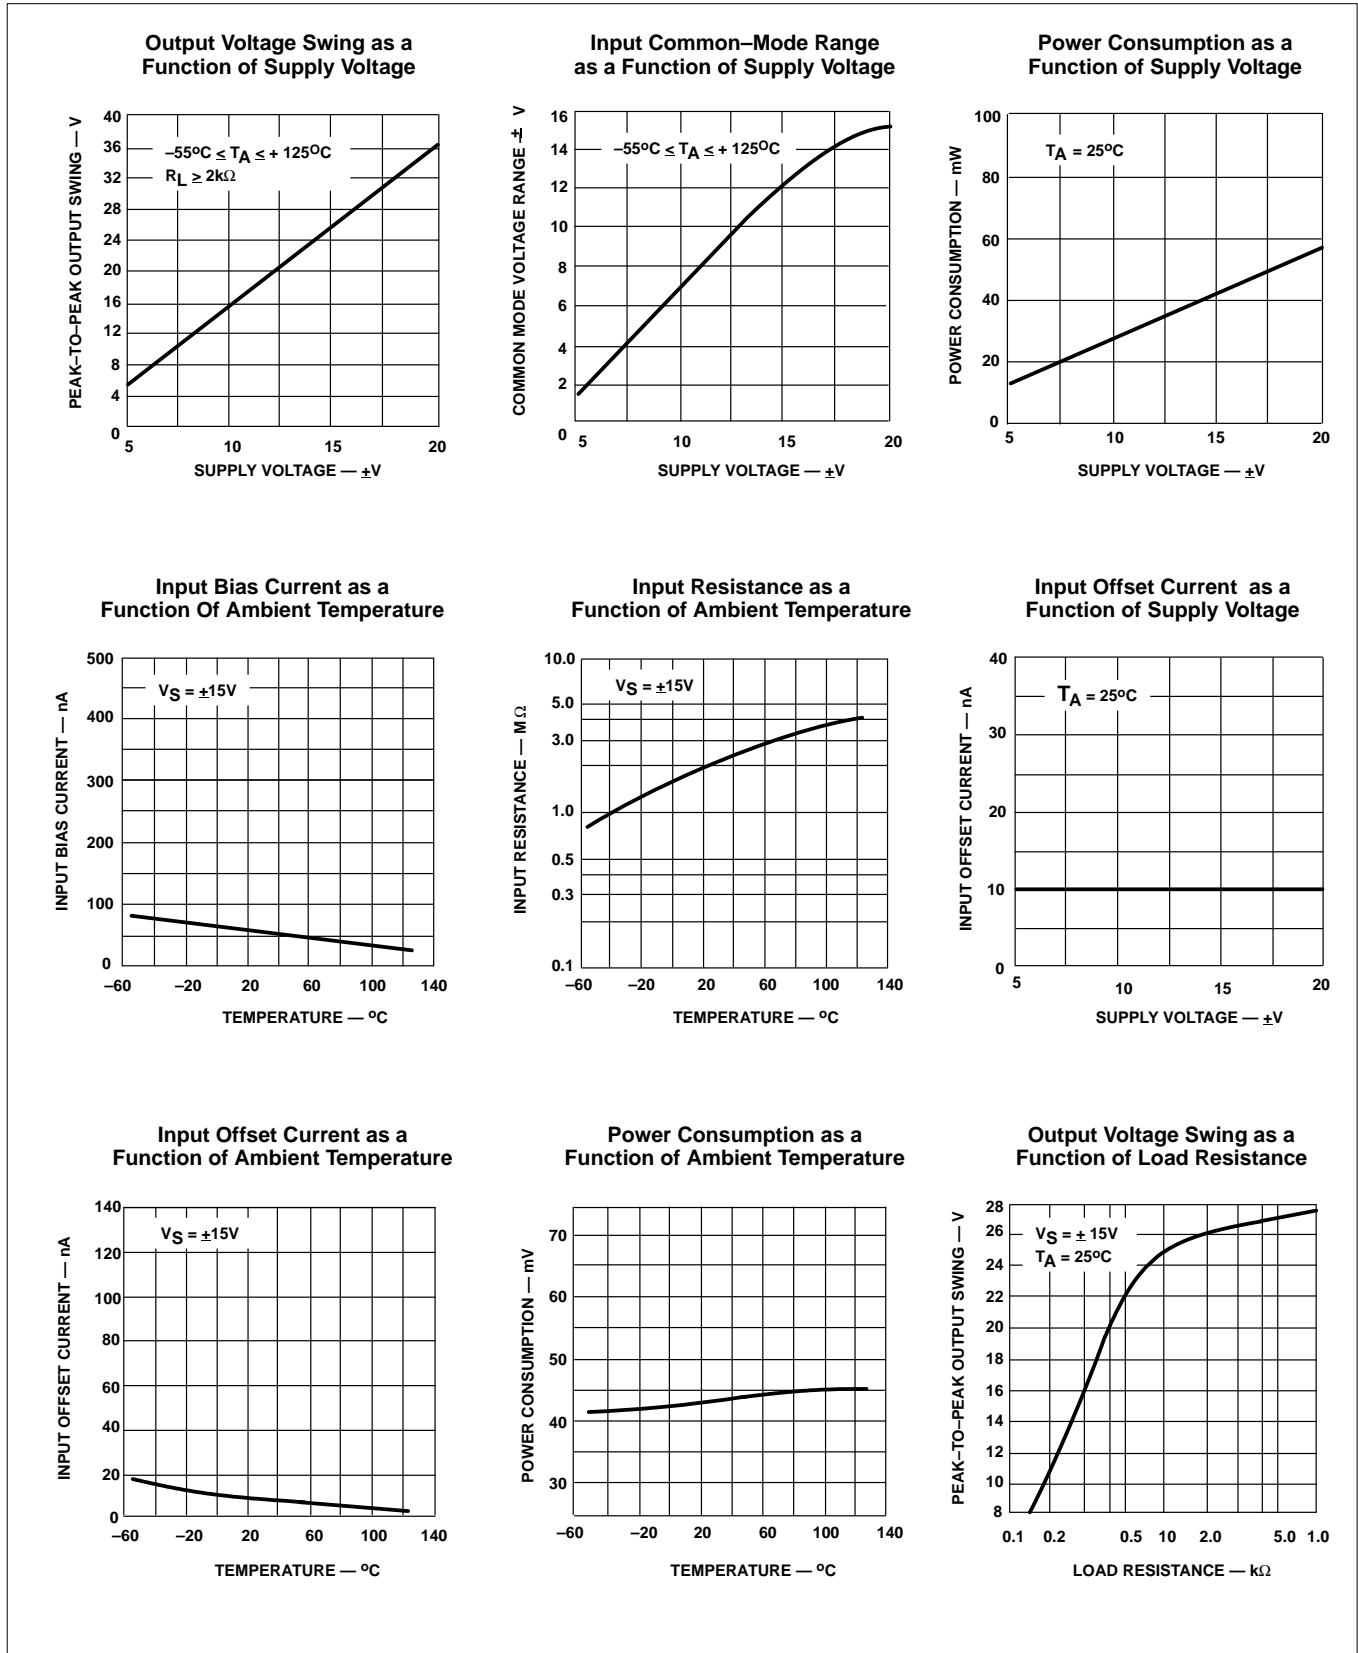 Output Voltage Swing as a
Function of Supply Voltage
PEAK–TO–PEAK OUTPUT SWING — V
40
36
32
28
24
20
16
12
8
4
0
–55°C ≤ TA ≤ + 125°C
RL ≥ 2kΩ
5 10 15 20
SUPPLY VOLTAGE — ±V
Input Common–Mode Range
as a Function of Supply Voltage
COMMON MODE VOLTAGE RANGE ± V
16
14
12
10
8
6
4
2
0
–55°C ≤ TA ≤ + 125°C
5 10 15 20
SUPPLY VOLTAGE — ±V
Power Consumption as a
Function of Supply Voltage
POWER CONSUMPTION — mW
100
80
60
40
20
0
TA = 25°C
5 10 15 20
SUPPLY VOLTAGE — ±V
Input Bias Current as a
Function Of Ambient Temperature
INPUT BIAS CURRENT — nA
500
400
300
200
100
0
VS = ±15V
–60 –20 20 60 100 140
TEMPERATURE — °C
Input Resistance as a
Function of Ambient Temperature
INPUT RESISTANCE — M Ω
10.0
5.0
3.0
1.0
0.5
0.3
0.1
VS = ±15V
–60 –20 20 60 100 140
TEMPERATURE — °C
Input Offset Current as a
Function of Supply Voltage
INPUT OFFSET CURRENT — nA
40
30
20
10
0
TA = 25°C
5 10 15 20
SUPPLY VOLTAGE — ±V
Input Offset Current as a
Function of Ambient Temperature
INPUT OFFSET CURRENT — nA
140
120
100
80
60
40
20
0
VS = ±15V
–60 –20 20 60 100 140
TEMPERATURE — °C
Power Consumption as a
Function of Ambient Temperature
POWER CONSUMPTION — mV
70
60
50
40
30
–60 –20 20 60 100 140
TEMPERATURE — °C
Output Voltage Swing as a
Function of Load Resistance
PEAK–TO–PEAK OUTPUT SWING — V
28
26
24
22
20
18
16
14
12
10
8
VS = ± 15V
TA = 25°C
0.1 0.2 0.5 10 2.0 5.0 1.0
LOAD RESISTANCE — kΩ